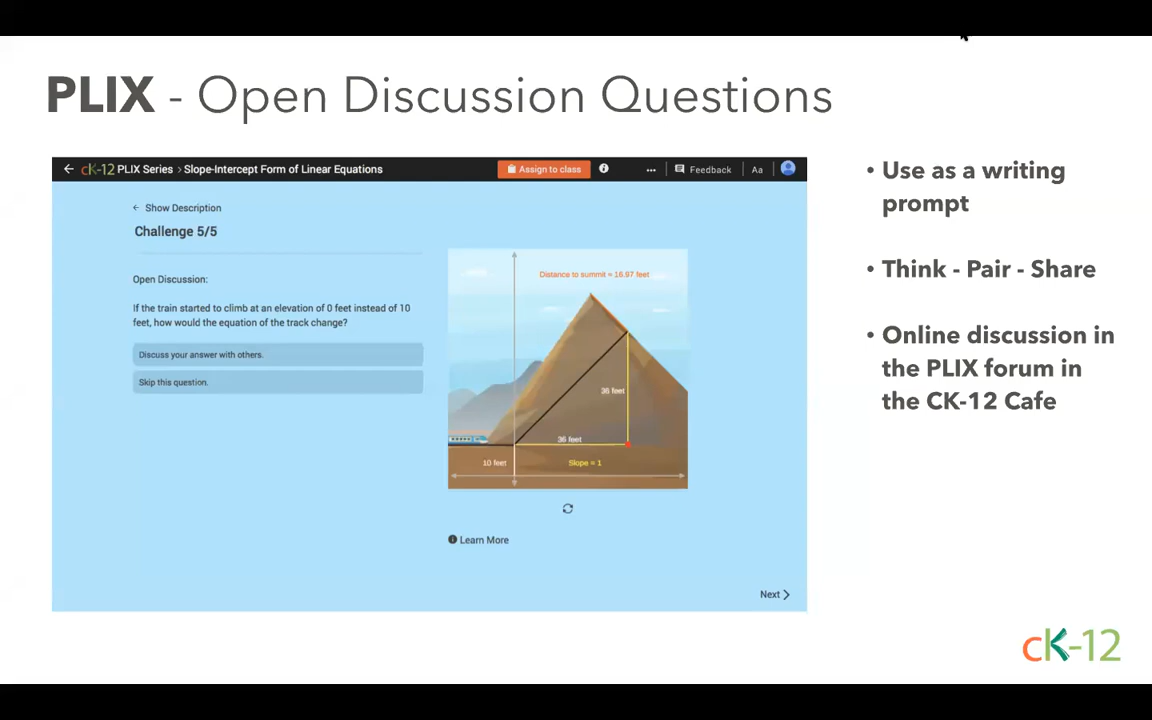 PLIX - Open Discussion Questions
← CK-12 PLIX Series > Slope-Intercept Form of Linear Equations
Assign to class
... Feedback Aa
← Show Description
Challenge 5/5
Open Discussion:
If the train started to climb at an elevation of 0 feet instead of 10
feet, how would the equation of the track change?
Discuss your answer with others.
Skip this question.
Distance to summit = 16.97 feet
36 feet
36 feet
10 feet
Slope = 1
Learn More
Next >
• Use as a writing
prompt
• Think - Pair - Share
• Online discussion in
the PLIX forum in
the CK-12 Cafe
cK-12